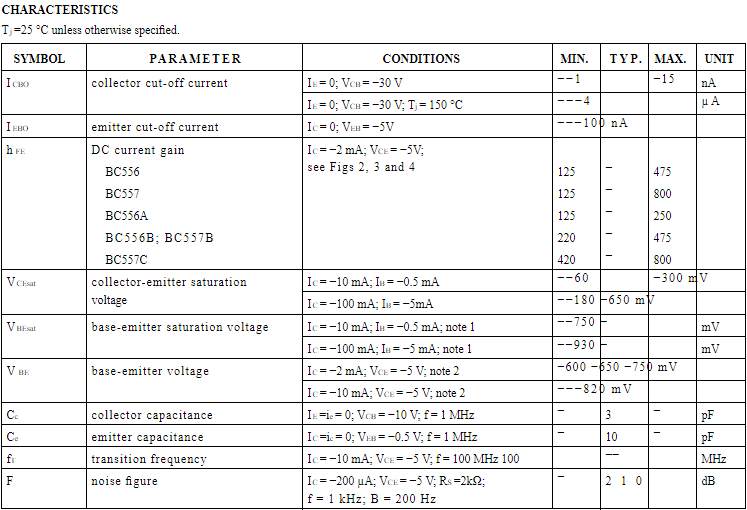 CHARACTERISTICS
Tj=25 °C unless otherwise specified.
SYMBOL PARAMETER CONDITIONS MIN. TYP. MAX. UNIT
ICBO collector cut-off current IE = 0; VCB = −30 V −−1 −15 nA
IE = 0; VCB = −30 V; Tj = 150 °C −−−4 μA
IEBO emitter cut-off current IC = 0; VEB = −5V −−−100 nA
hFE DC current gain IC = −2 mA; VCE = −5V;
see Figs 2, 3 and 4
BC556 125 − 475
BC557 125 − 800
BC556A 125 − 250
BC556B; BC557B 220 − 475
BC557C 420 − 800
VCEsat collector-emitter saturation IC = −10 mA; IB = −0.5 mA −−60 −300 mV
voltage IC = −100 mA; IB = −5mA −−180 −650 mV
VBEsat base-emitter saturation voltage IC = −10 mA; IB = −0.5 mA; note 1 −−750 − mV
IC = −100 mA; IB = −5 mA; note 1 −−930 − mV
VBE base-emitter voltage IC = −2 mA; VCE = −5 V; note 2 −600 −650 −750 mV
IC = −10 mA; VCE = −5 V; note 2 −−−820 mV
Cc collector capacitance IE =ie = 0; VCB = −10 V; f = 1 MHz − 3 − pF
Ce emitter capacitance IC =ic = 0; VEB = −0.5 V; f = 1 MHz − 10 − pF
fT transition frequency IC = −10 mA; VCE = −5 V; f = 100 MHz 100 −− MHz
F noise figure IC = −200 μA; VCE = −5 V; RS =2kΩ; − 2 1 0 dB
f = 1 kHz; B = 200 Hz